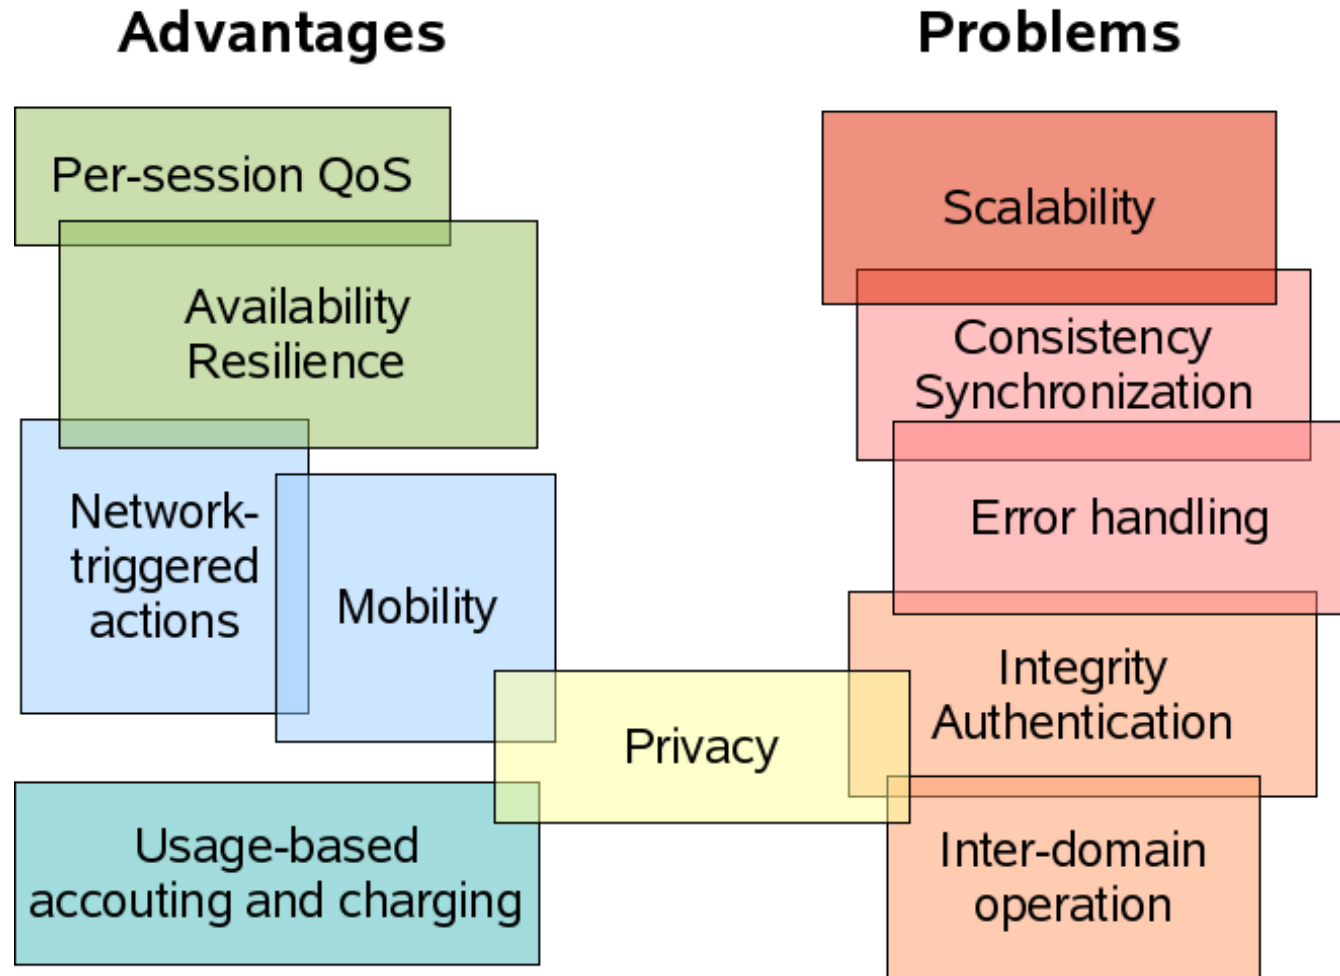 Advantages
Per-session QoS
Availability
Resilience
Network-
triggered
actions
Mobility
Usage-based
accouting and charging
Privacy
Problems
Scalability
Consistency
Synchronization
Error handling
Integrity
Authentication
Inter-domain
operation